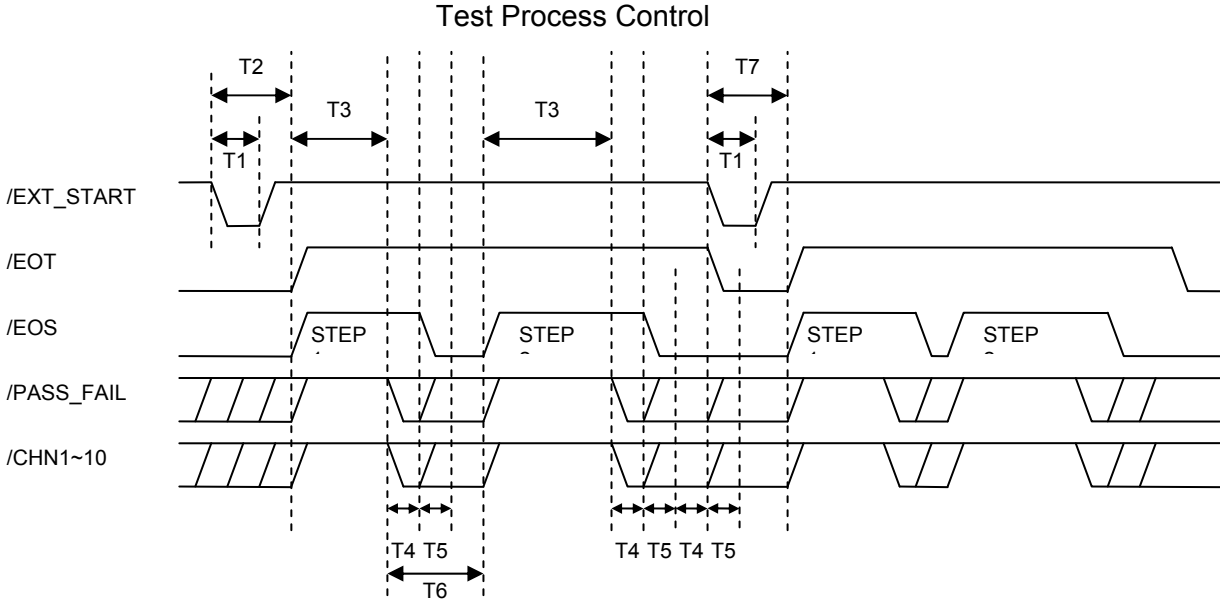 Test Process Control
T2
T7
T3
T3
T1
T1
/EXT_START
/EOT
/EOS
STEP
STEP
STEP
STEP
/PASS_FAIL
/CHN1~10
T4 T5
T4 T5 T4 T5
T6